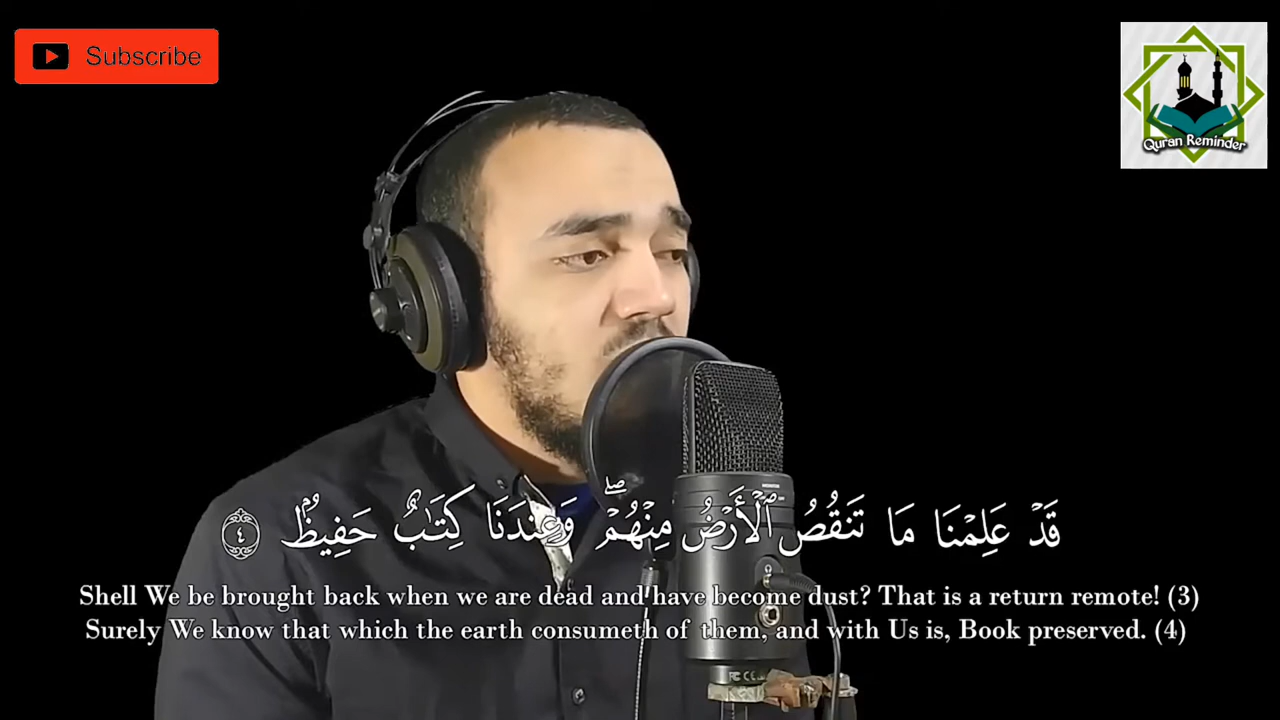 Subscribe
Quran Reminder
قَدْ عَلِمْنَا مَا تَنقُصُ ٱلْأَرْضُ مِنْهُمْ ۖ وَعِندَنَا كِتَـٰبٌ حَفِيظٌۢ ٤
Shell We be brought back when we are dead and have become dust? That is a return remote! (3)
Surely We know that which the earth consumeth of them, and with Us is, Book preserved. (4)